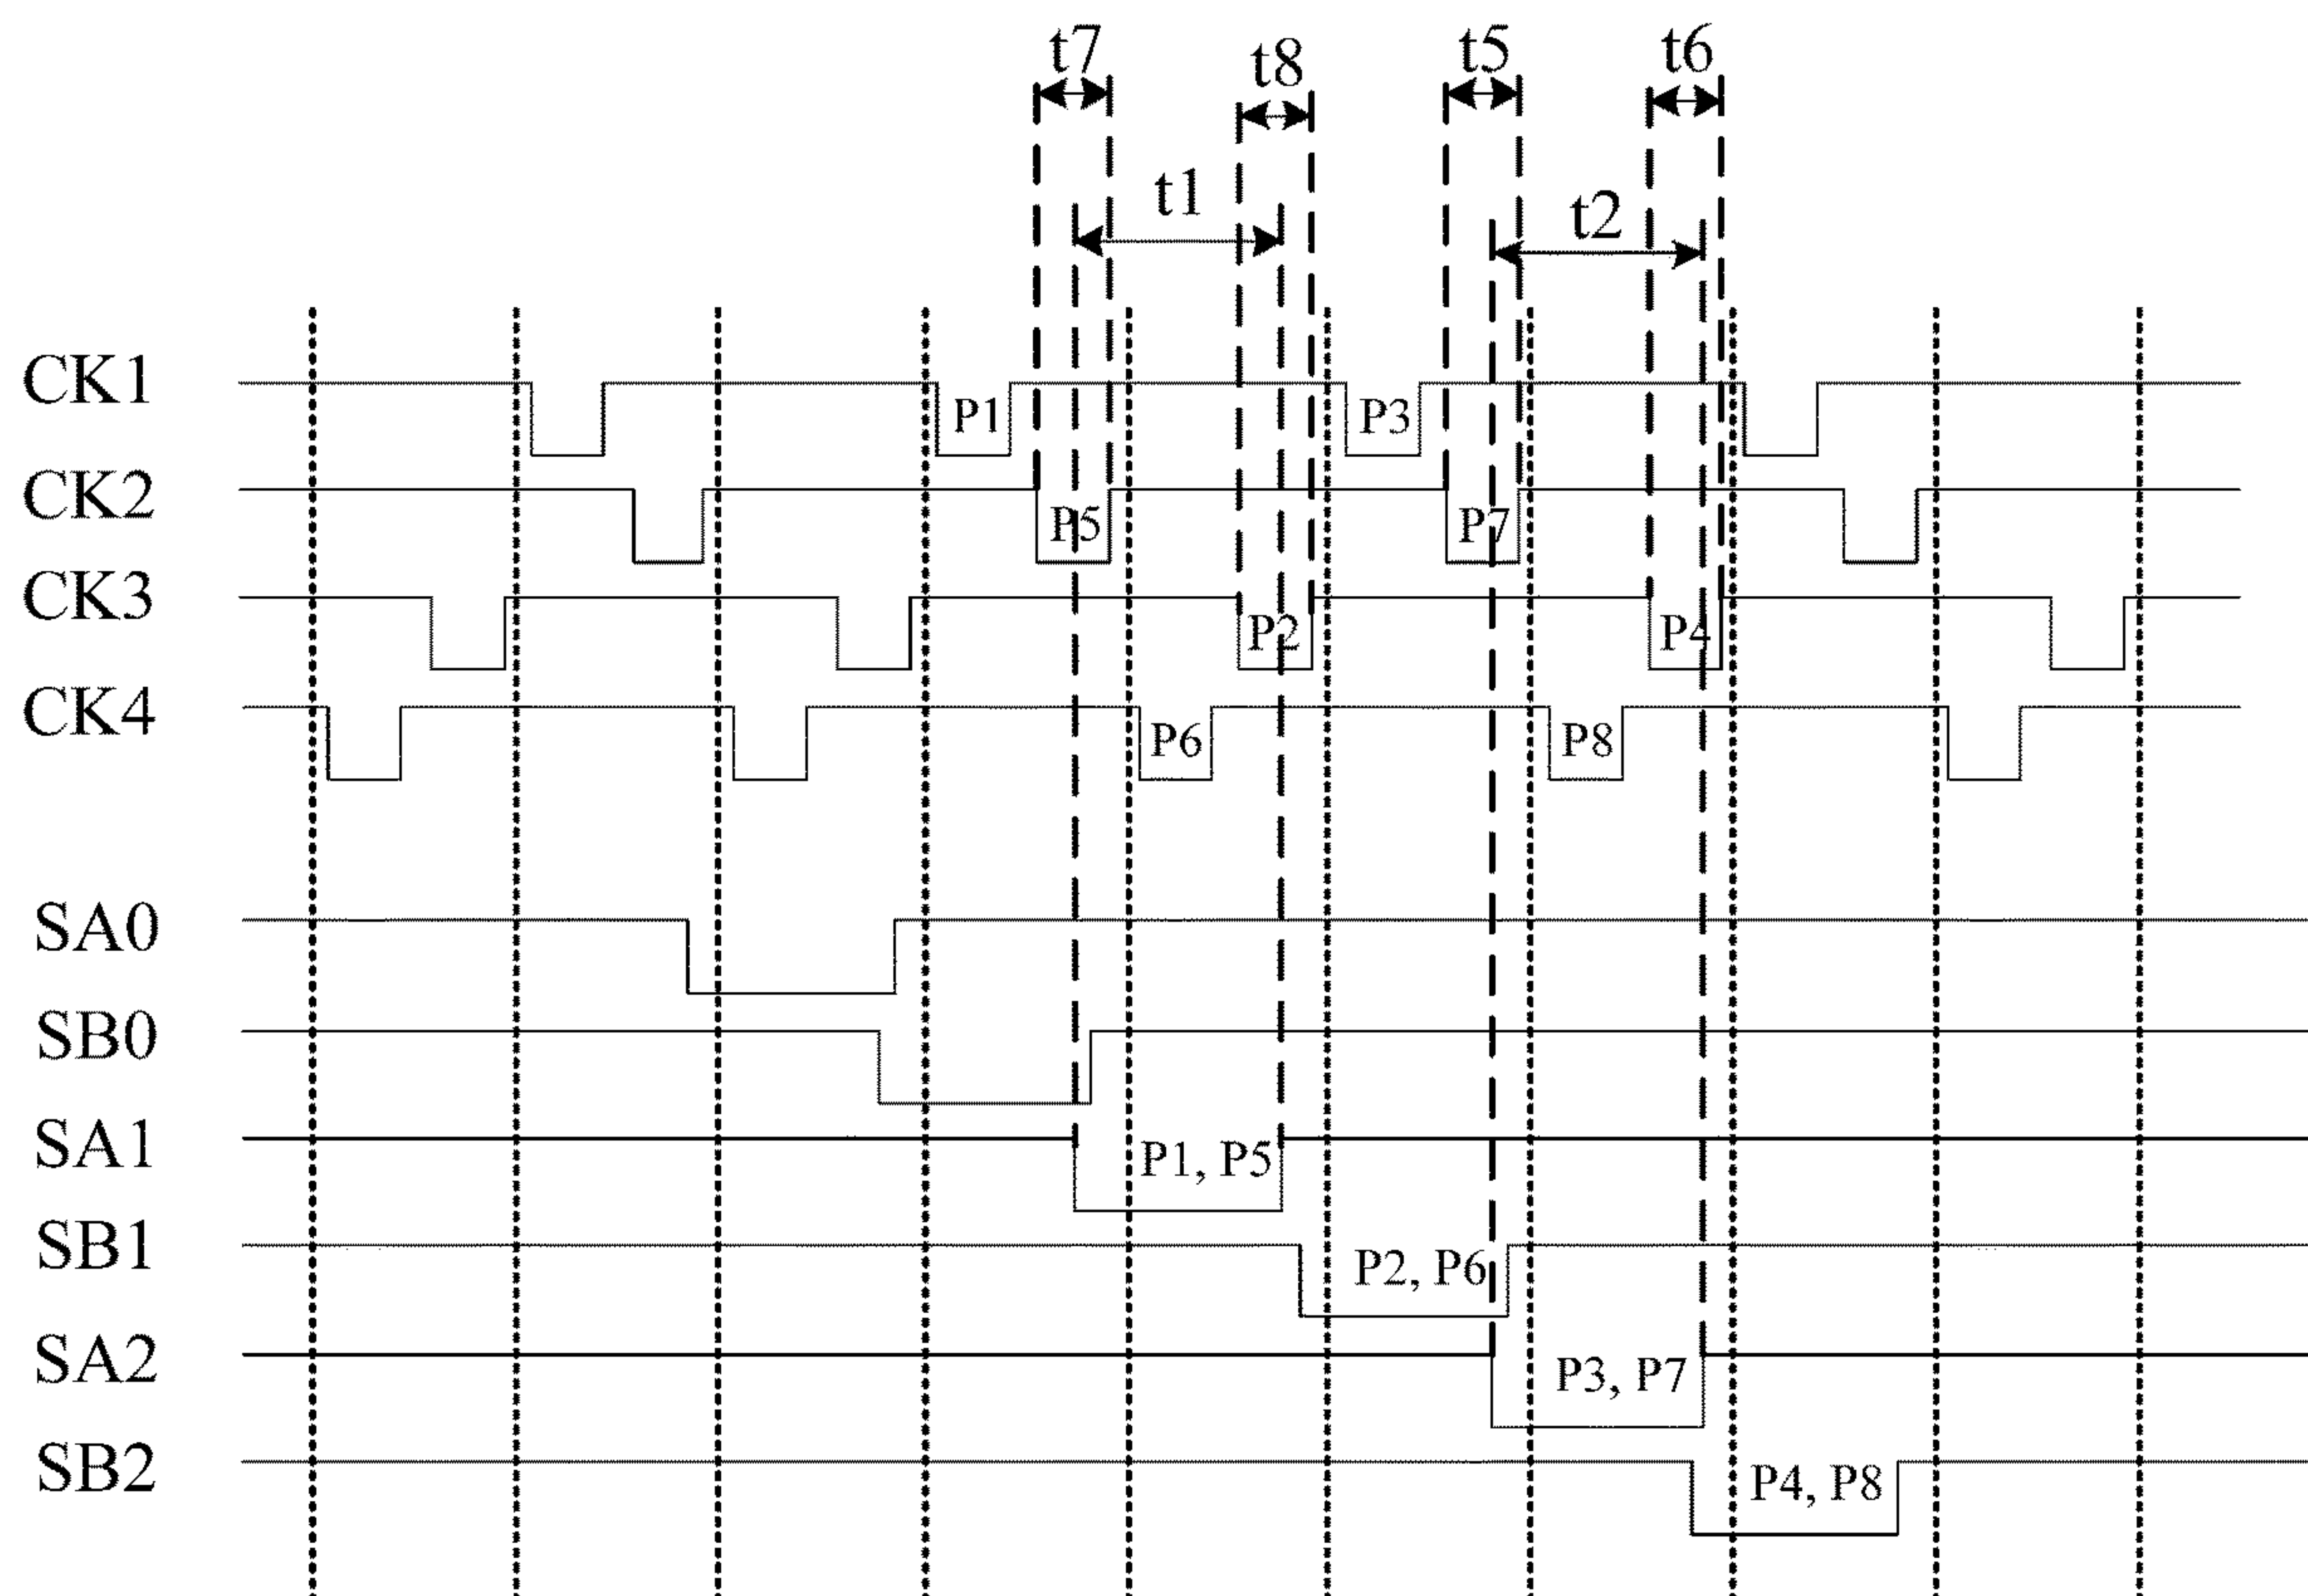 t7 t8 t5 t6
t1 t2
CK1 P1 P3
CK2 P5 P7
CK3 P2 P4
CK4 P6 P8
SA0
SB0
SA1 P1, P5
SB1 P2, P6
SA2 P3, P7
SB2 P4, P8